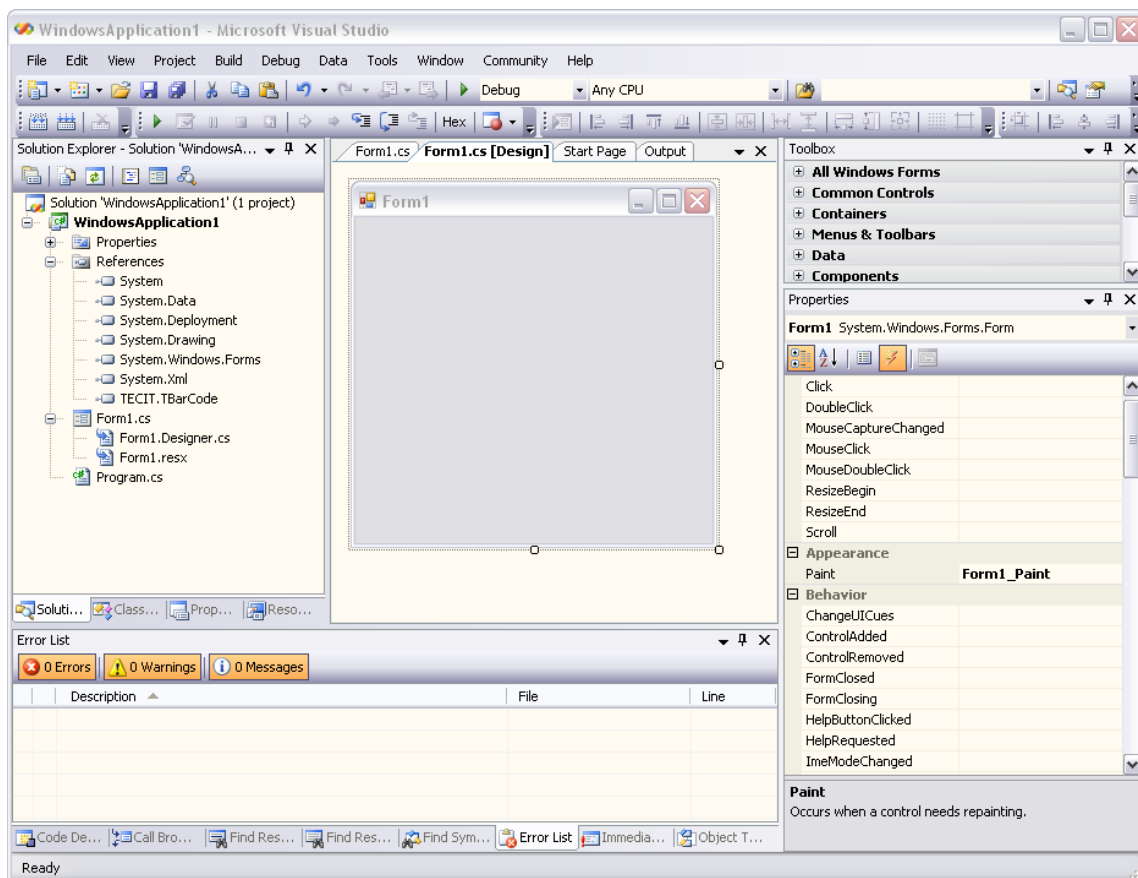 WindowsApplication1 - Microsoft Visual Studio
File Edit View Project Build Debug Data Tools Window Community Help
Debug Any CPU
Hex
Solution Explorer - Solution 'WindowsA...
Solution 'WindowsApplication1' (1 project)
WindowsApplication1
Properties
References
System
System.Data
System.Deployment
System.Drawing
System.Windows.Forms
System.Xml
TECIT.TBarCode
Form1.cs
Form1.Designer.cs
Form1.resx
Program.cs
Soluti... Class... Prop... Reso...
Form1.cs Form1.cs [Design] Start Page Output
Form1
Toolbox
All Windows Forms
Common Controls
Containers
Menus & Toolbars
Data
Components
Properties
Form1 System.Windows.Forms.Form
Click
DoubleClick
MouseCaptureChanged
MouseClick
MouseDoubleClick
ResizeBegin
ResizeEnd
Scroll
Appearance
Paint Form1_Paint
Behavior
ChangeUICues
ControlAdded
ControlRemoved
FormClosed
FormClosing
HelpButtonClicked
HelpRequested
ImeModeChanged
Paint
Occurs when a control needs repainting.
Error List
0 Errors 0 Warnings 0 Messages
Description File Line
Code De... Call Bro... Find Res... Find Res... Find Sym... Error List Immedia... Object T...
Ready